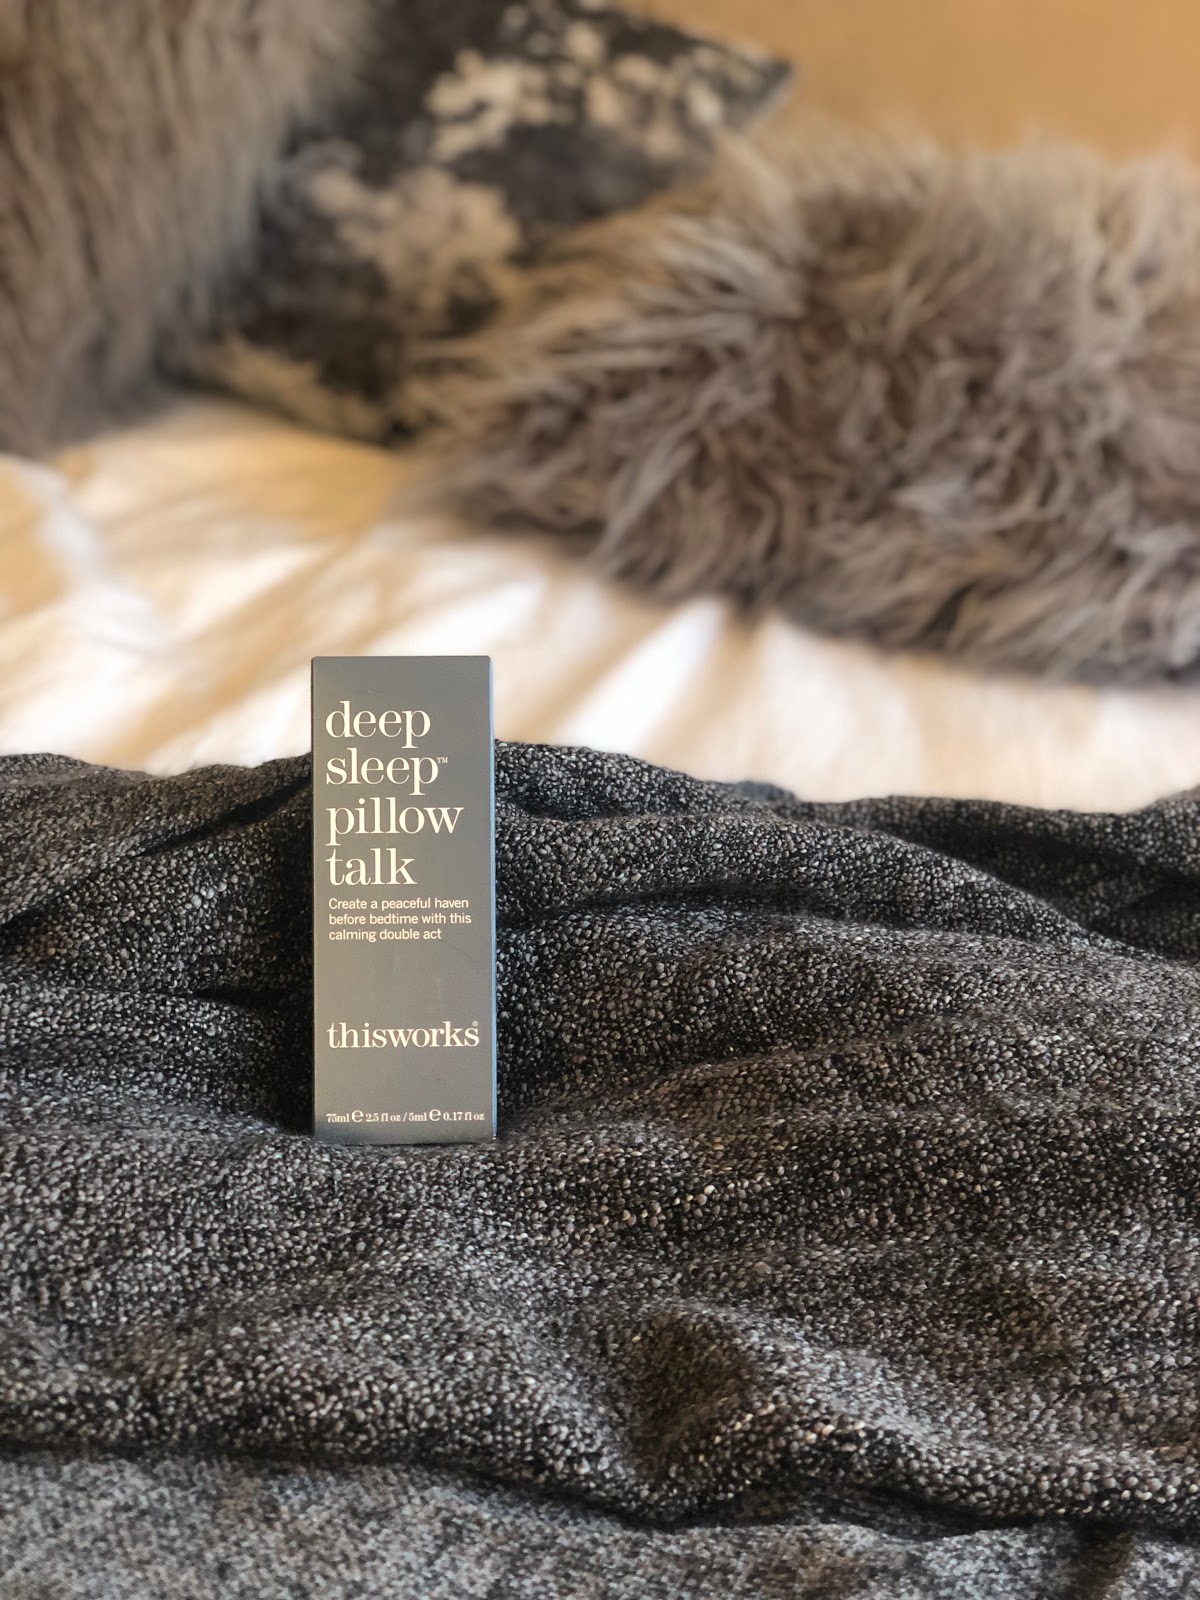 deep
sleep™
pillow
talk
Create a peaceful haven
before bedtime with this
calming double act
thisworks®
75ml ℮ 2.5 fl oz / 5ml ℮ 0.17 fl oz